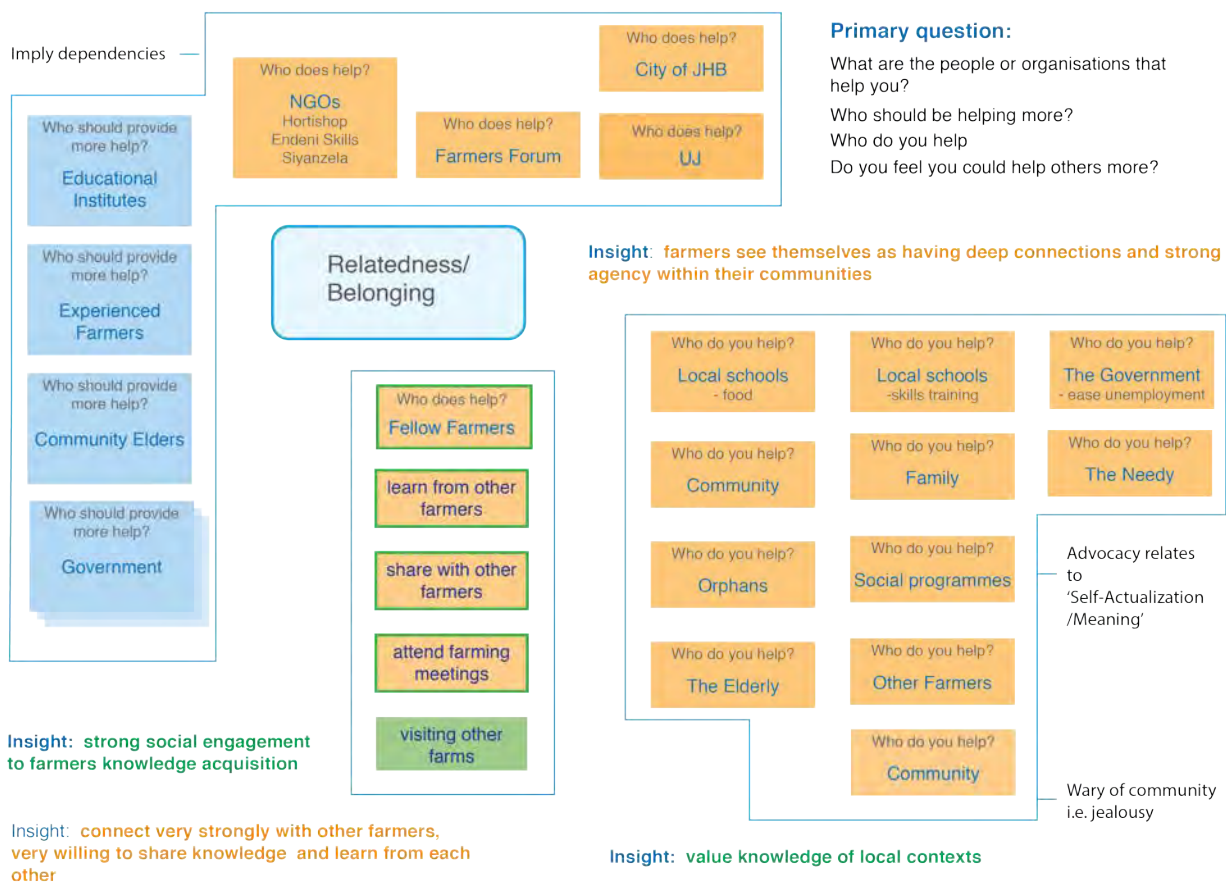 Imply dependencies
Who does help?
NGOs
Hortishop
Endeni Skills
Siyanzela
Who does help?
Farmers Forum
Who does help?
City of JHB
Who does help?
UJ
Primary question:
What are the people or organisations that
help you?
Who should be helping more?
Who do you help
Do you feel you could help others more?
Who should provide
more help?
Educational
Institutes
Who should provide
more help?
Experienced
Farmers
Who should provide
more help?
Community Elders
Who should provide
more help?
Government
Relatedness/
Belonging
Insight: farmers see themselves as having deep connections and strong
agency within their communities
Who does help?
Fellow Farmers
learn from other
farmers
share with other
farmers
attend farming
meetings
visiting other
farms
Who do you help?
Local schools
- food
Who do you help?
Local schools
-skills training
Who do you help?
The Government
- ease unemployment
Who do you help?
Community
Who do you help?
Family
Who do you help?
The Needy
Who do you help?
Orphans
Who do you help?
Social programmes
Who do you help?
The Elderly
Who do you help?
Other Farmers
Who do you help?
Community
Advocacy relates
to
‘Self-Actualization
/Meaning’
Wary of community
i.e. jealousy
Insight: strong social engagement
to farmers knowledge acquisition
Insight: connect very strongly with other farmers,
very willing to share knowledge and learn from each
other
Insight: value knowledge of local contexts